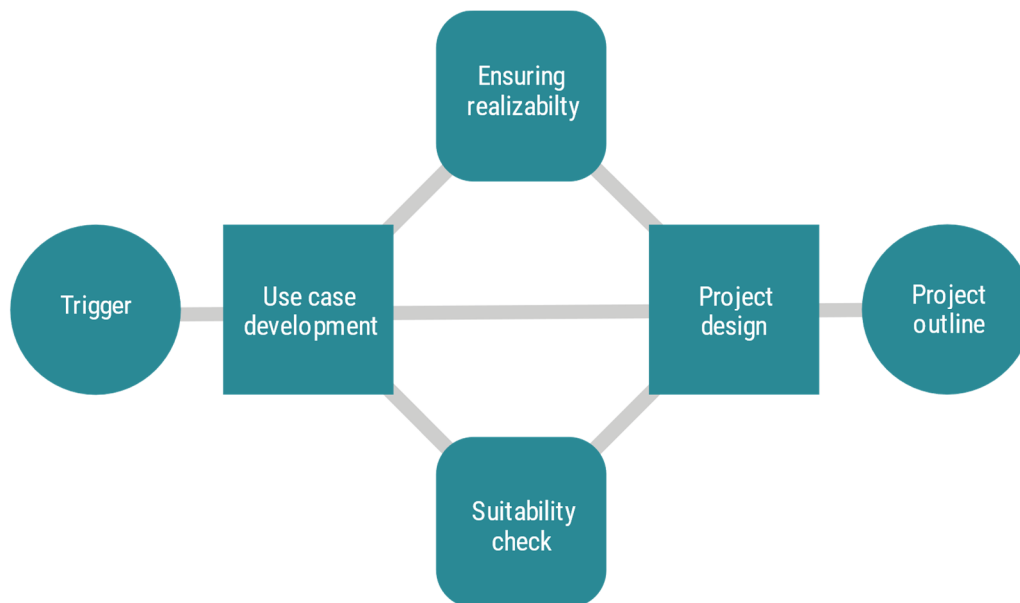 Ensuring
realizabilty
Trigger
Use case
development
Project
design
Project
outline
Suitability
check